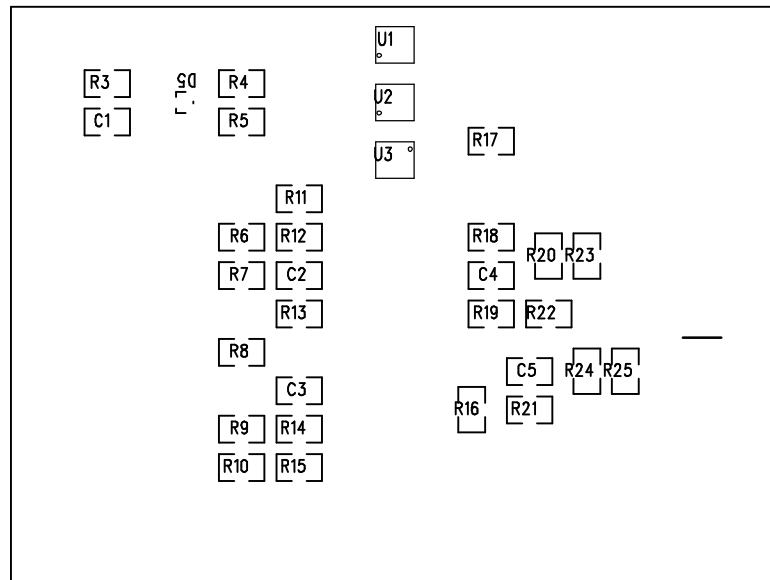 U1
R3 D5 R4
U2
C1 R5
R17
U3
R11
R6 R12 R18
R20 R23
R7 C2 C4
R13 R19 R22
R8
C5 R24 R25
C3
R16 R21
R9 R14
R10 R15